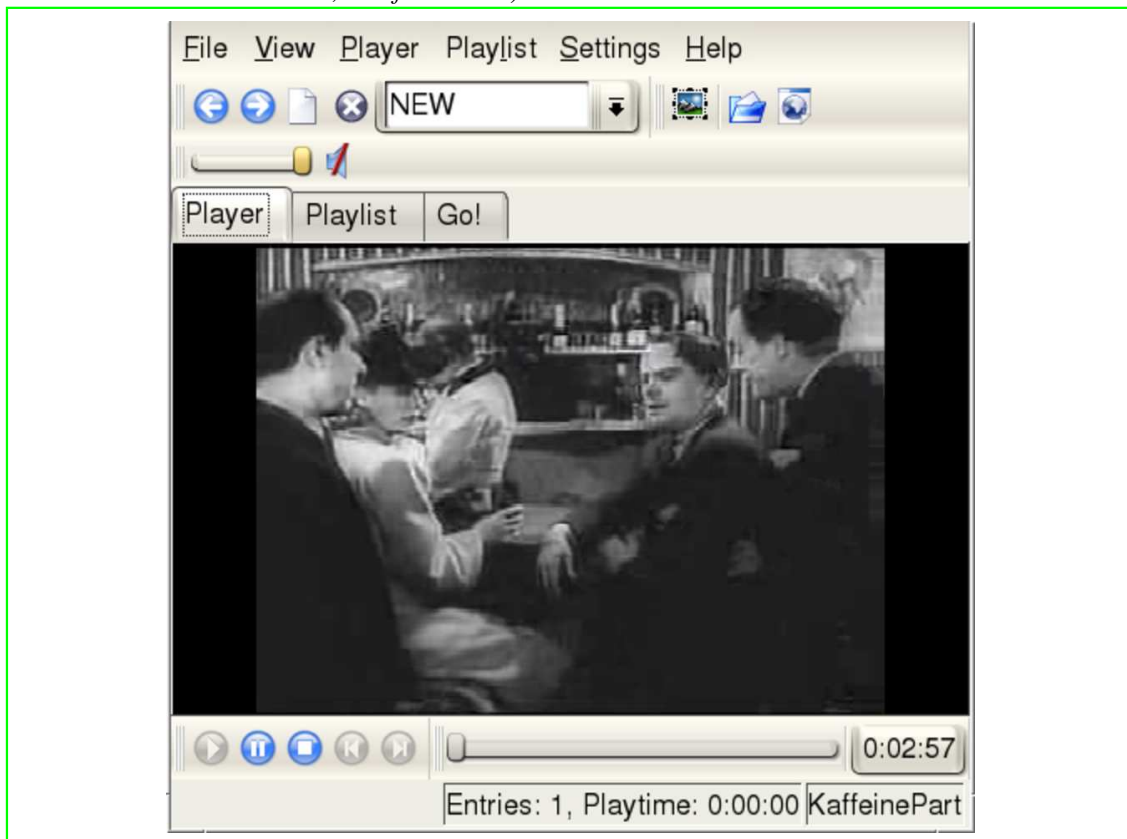 File View Player Playlist Settings Help
NEW
Player Playlist Go!
0:02:57
Entries: 1, Playtime: 0:00:00 KaffeinePart